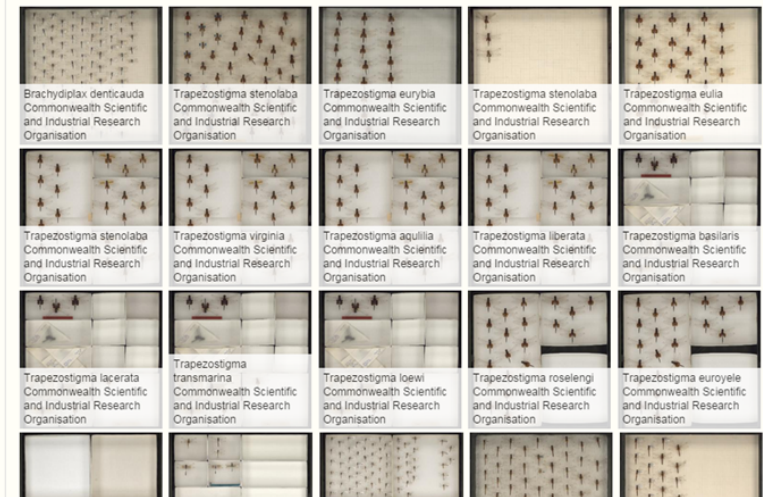 Brachydiplax denticauda
Commonwealth Scientific
and Industrial Research
Organisation
Trapezostigma stenolaba
Commonwealth Scientific
and Industrial Research
Organisation
Trapezostigma eurybia
Commonwealth Scientific
and Industrial Research
Organisation
Trapezostigma stenolaba
Commonwealth Scientific
and Industrial Research
Organisation
Trapezostigma eulia
Commonwealth Scientific
and Industrial Research
Organisation
Trapezostigma stenolaba
Commonwealth Scientific
and Industrial Research
Organisation
Trapezostigma virginia
Commonwealth Scientific
and Industrial Research
Organisation
Trapezostigma aqulilia
Commonwealth Scientific
and Industrial Research
Organisation
Trapezostigma liberata
Commonwealth Scientific
and Industrial Research
Organisation
Trapezostigma basilaris
Commonwealth Scientific
and Industrial Research
Organisation
Trapezostigma lacerata
Commonwealth Scientific
and Industrial Research
Organisation
Trapezostigma
transmarina
Commonwealth Scientific
and Industrial Research
Organisation
Trapezostigma loewi
Commonwealth Scientific
and Industrial Research
Organisation
Trapezostigma roselengi
Commonwealth Scientific
and Industrial Research
Organisation
Trapezostigma euroyele
Commonwealth Scientific
and Industrial Research
Organisation